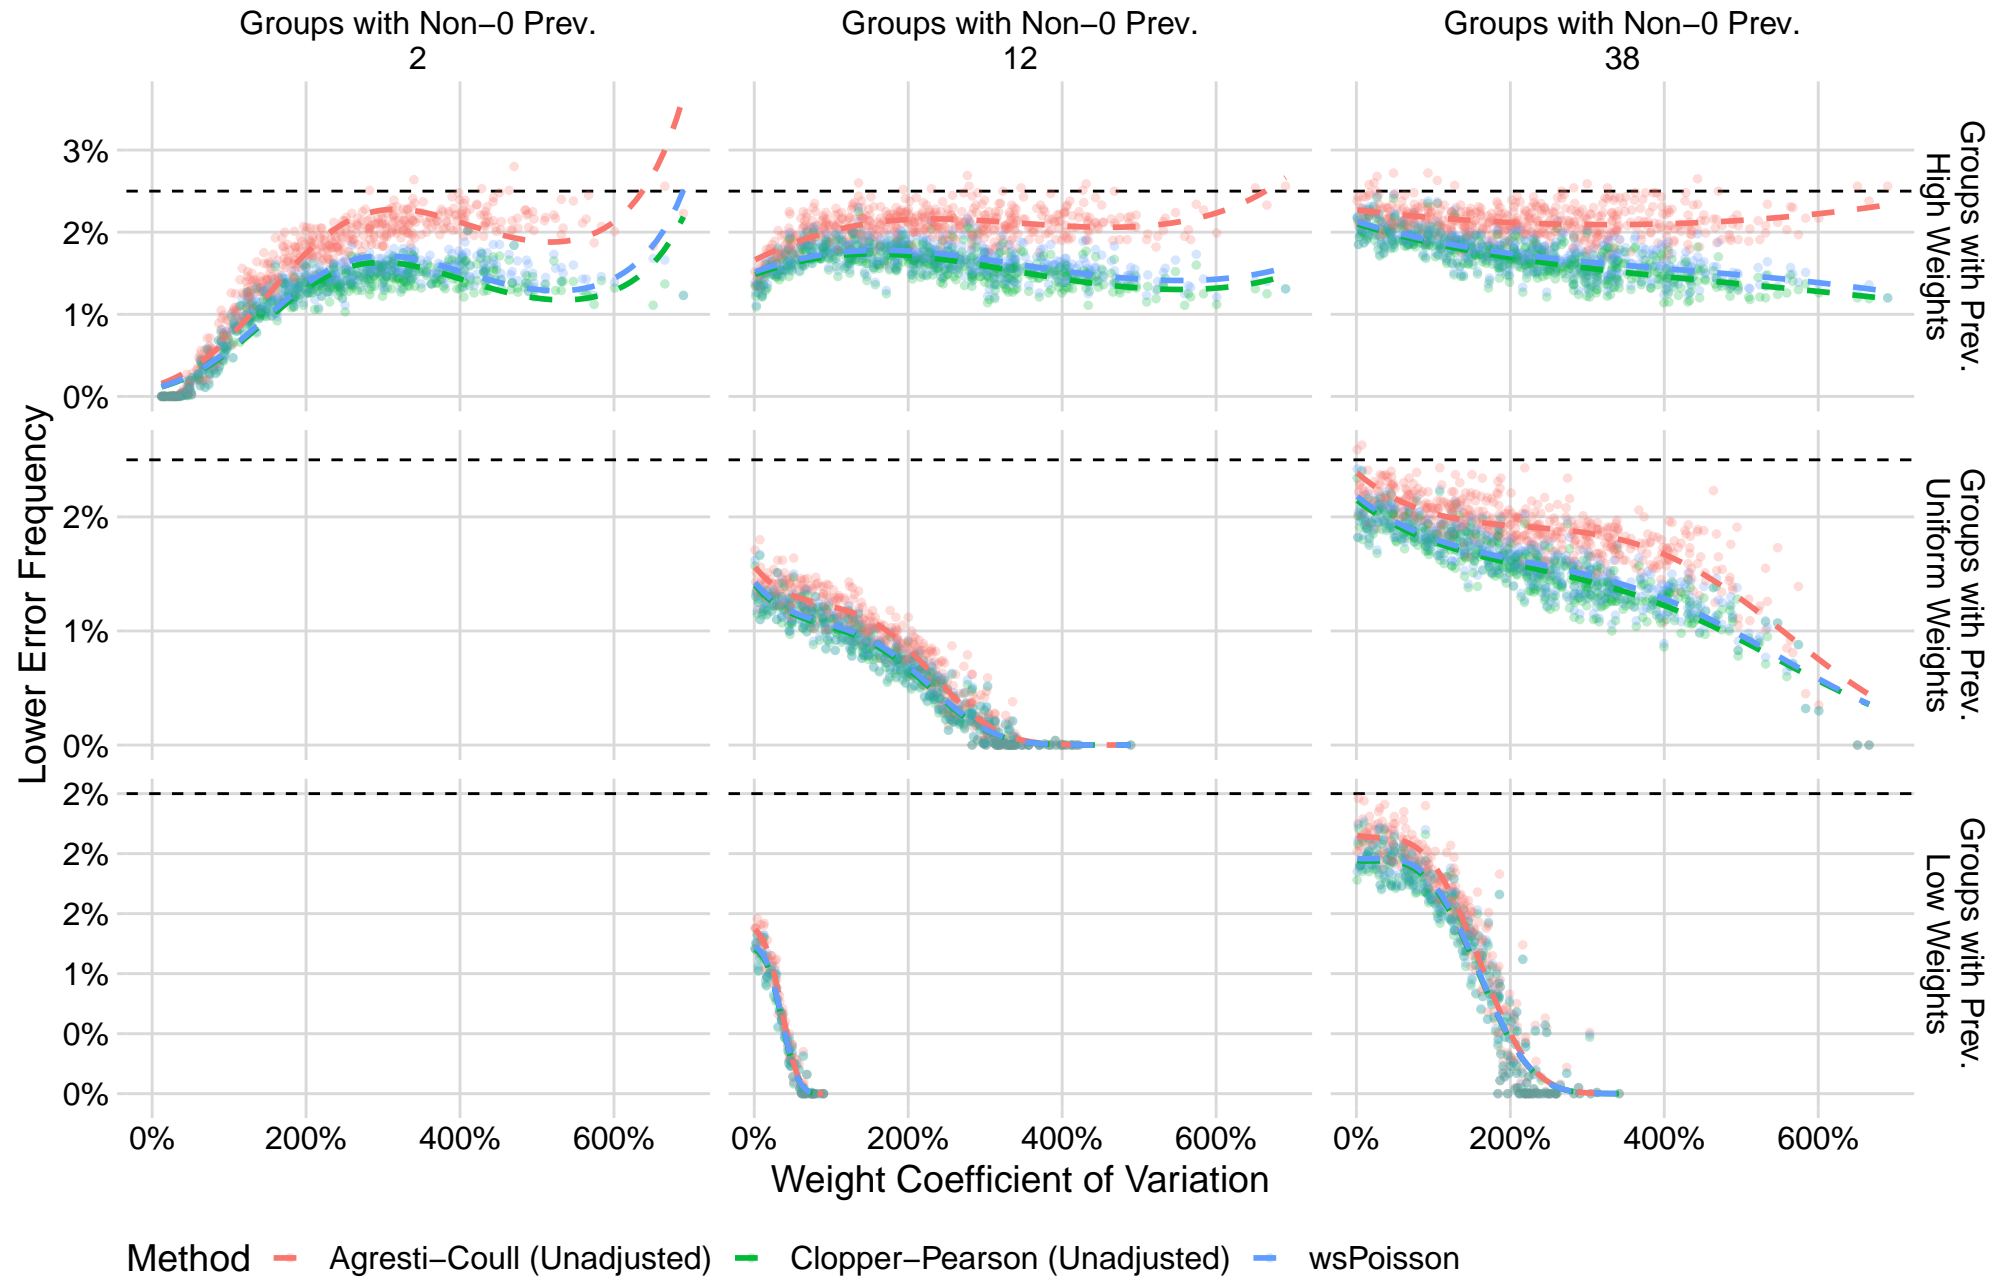 Groups with Non−0 Prev.
2
Groups with Non−0 Prev.
12
Groups with Non−0 Prev.
38
3%
2%
1%
0%
Groups with Prev.
High Weights
2%
1%
0%
Groups with Prev.
Uniform Weights
2%
2%
2%
1%
0%
0%
Groups with Prev.
Low Weights
Lower Error Frequency
0%
200%
400%
600%
0%
200%
400%
600%
0%
200%
400%
600%
Weight Coefficient of Variation
Method
Agresti−Coull (Unadjusted)
Clopper−Pearson (Unadjusted)
wsPoisson